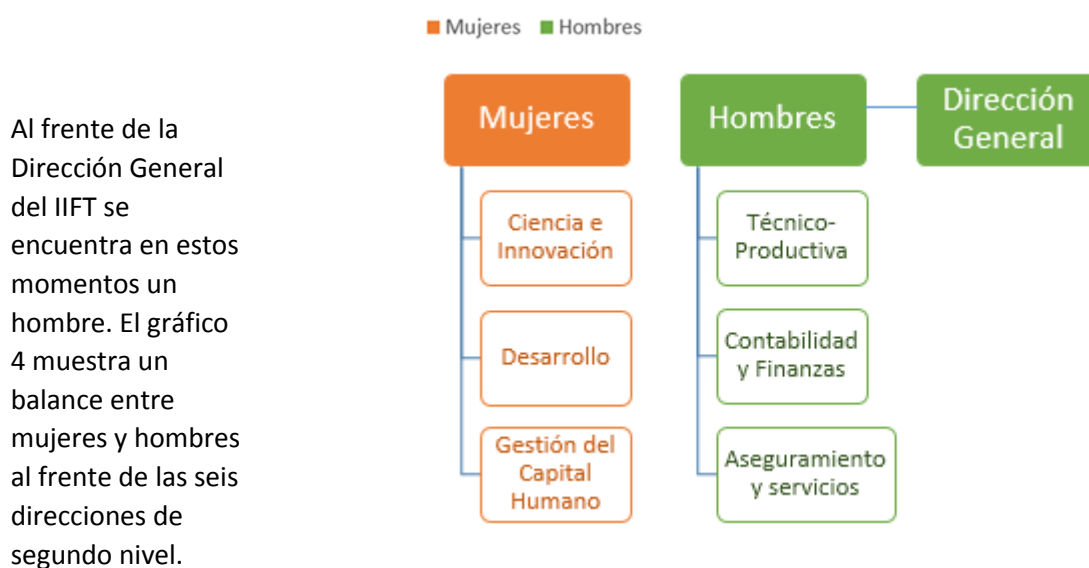 Mujeres Hombres
Al frente de la
Dirección General
del IIFT se
encuentra en estos
momentos un
hombre. El gráfico
4 muestra un
balance entre
mujeres y hombres
al frente de las seis
direcciones de
segundo nivel.
Mujeres
Ciencia e
Innovación
Desarrollo
Gestión del
Capital
Humano
Hombres
Técnico-
Productiva
Contabilidad
y Finanzas
Aseguramiento
y servicios
Dirección
General